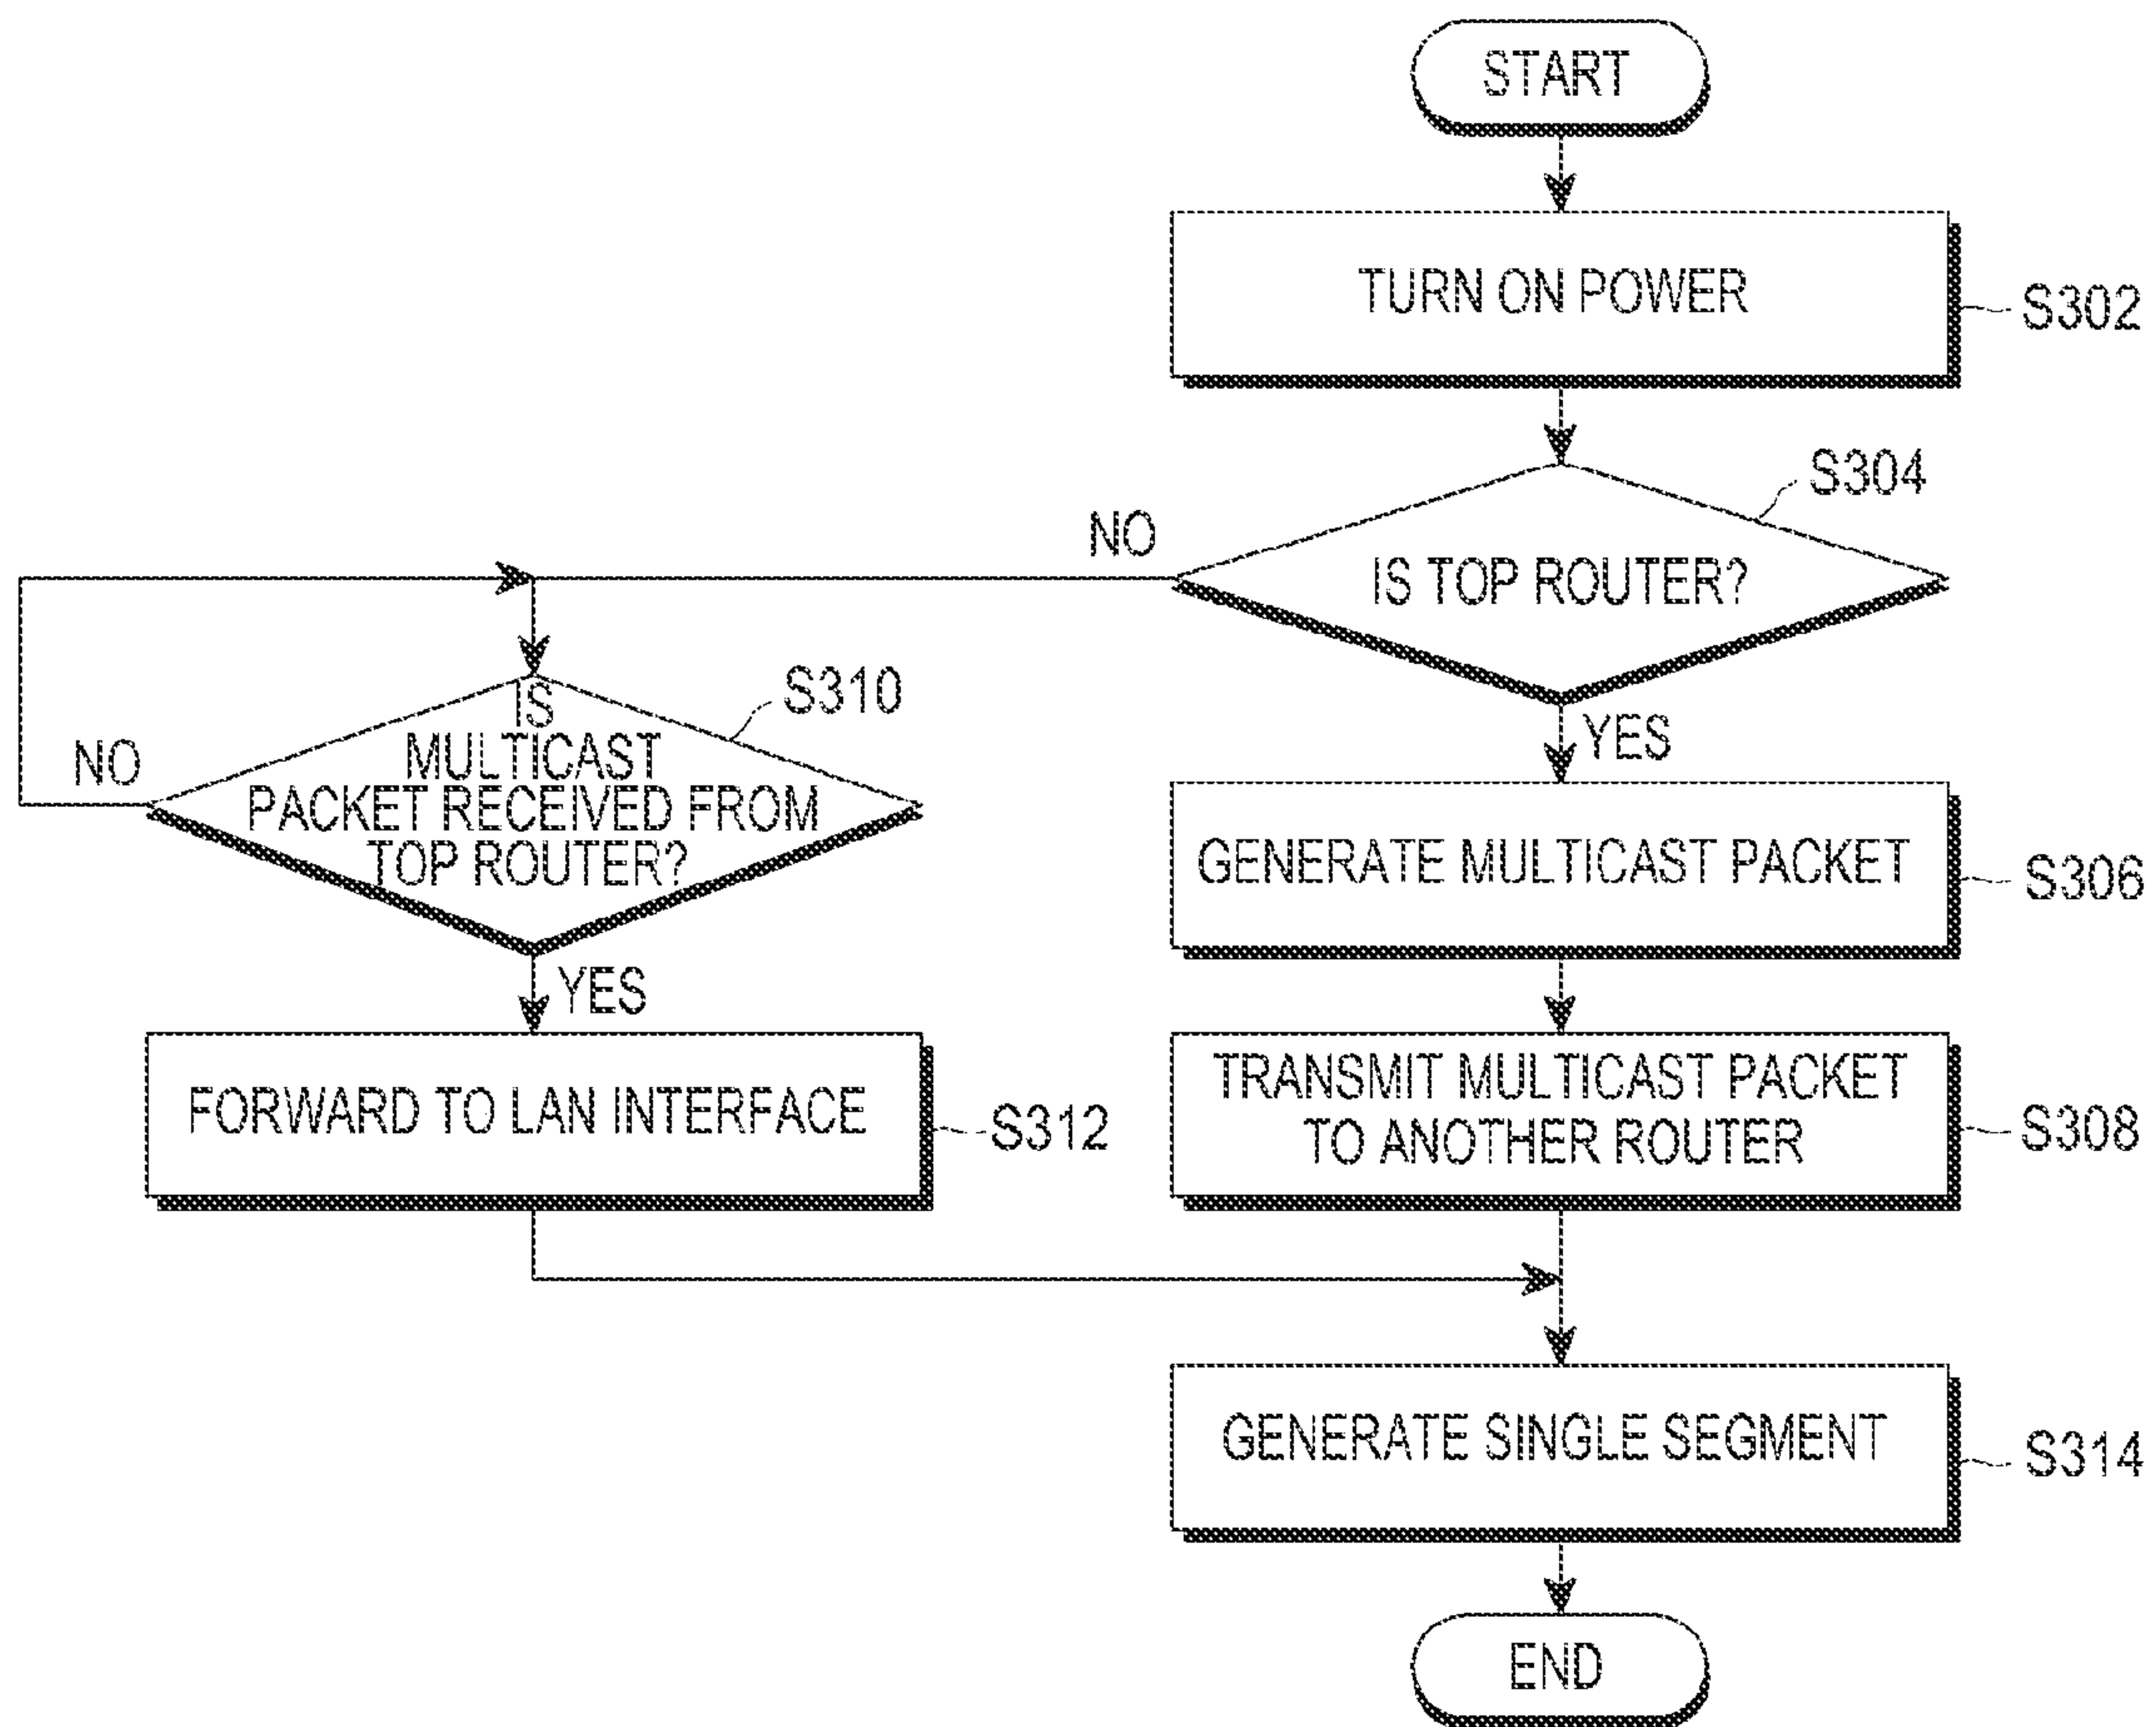 START
TURN ON POWER
S302
S304
NO
IS TOP ROUTER?
YES
S310
IS
MULTICAST
PACKET RECEIVED FROM
TOP ROUTER?
NO
YES
GENERATE MULTICAST PACKET
S306
FORWARD TO LAN INTERFACE
S312
TRANSMIT MULTICAST PACKET
TO ANOTHER ROUTER
S308
GENERATE SINGLE SEGMENT
S314
END